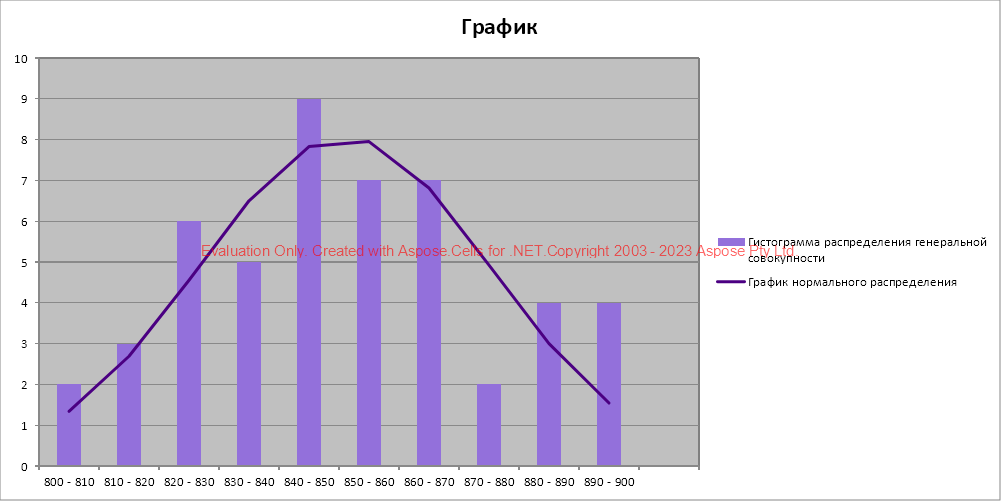 График
10
9
8
7
6
5
4
3
2
1
0
800 - 810 810 - 820 820 - 830 830 - 840 840 - 850 850 - 860 860 - 870 870 - 880 880 - 890 890 - 900
Evaluation Only. Created with Aspose.Cells for .NET.Copyright 2003 - 2023 Aspose Pty Ltd.
Гистограмма распределения генеральной
совокупности
График нормального распределения